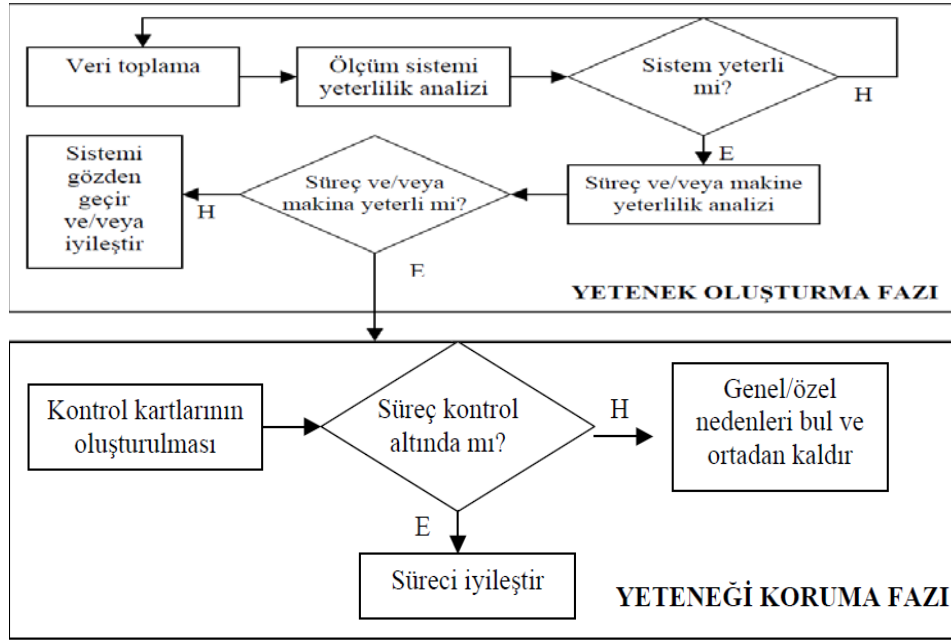 Veri toplama
Ölçüm sistemi
yeterlilik analizi
Sistem yeterli
mi?
H
E
Süreç ve/veya makine
yeterlilik analizi
Süreç ve/veya
makina yeterli mi?
H
Sistemi
gözden
geçir
ve/veya
iyileştir
E
YETENEK OLUŞTURMA FAZI
Kontrol kartlarının
oluşturulması
Süreç kontrol
altında mı?
H
Genel/özel
nedenleri bul ve
ortadan kaldır
E
Süreci iyileştir
YETENEĞİ KORUMA FAZI